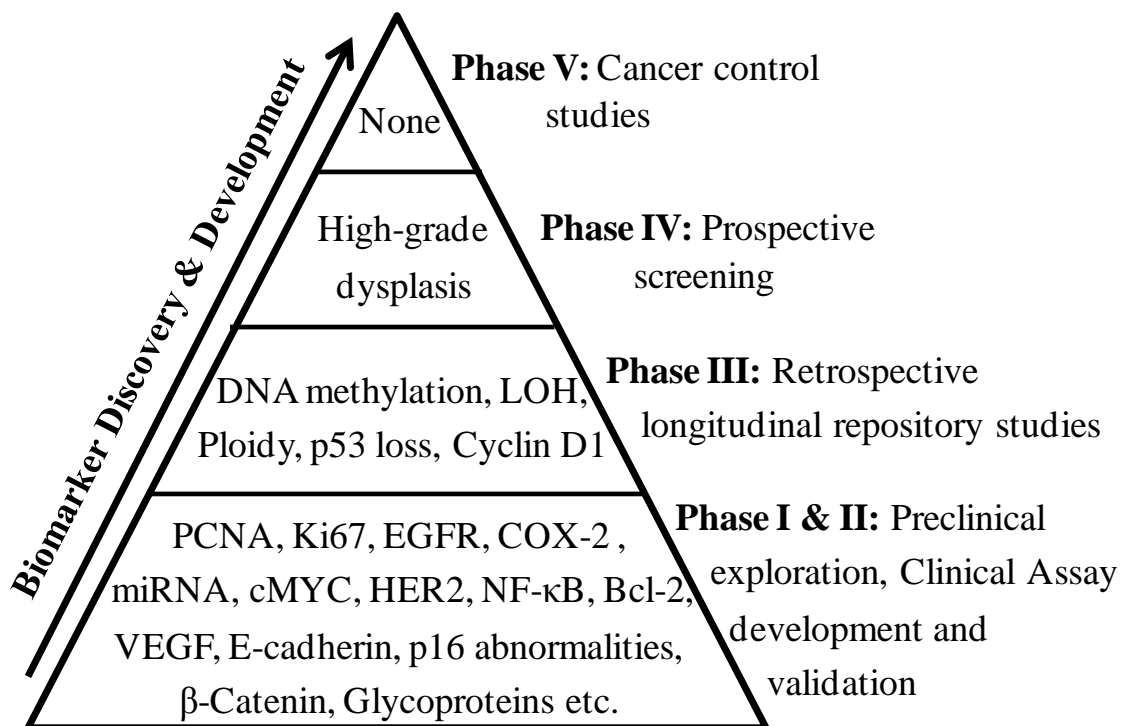 Biomarker Discovery & Development
Phase V: Cancer control
studies
None
High-grade
dysplasis
Phase IV: Prospective
screening
DNA methylation, LOH,
Ploidy, p53 loss, Cyclin D1
Phase III: Retrospective
longitudinal repository studies
PCNA, Ki67, EGFR, COX-2 ,
miRNA, cMYC, HER2, NF-κB, Bcl-2,
VEGF, E-cadherin, p16 abnormalities,
β-Catenin, Glycoproteins etc.
Phase I & II: Preclinical
exploration, Clinical Assay
development and
validation